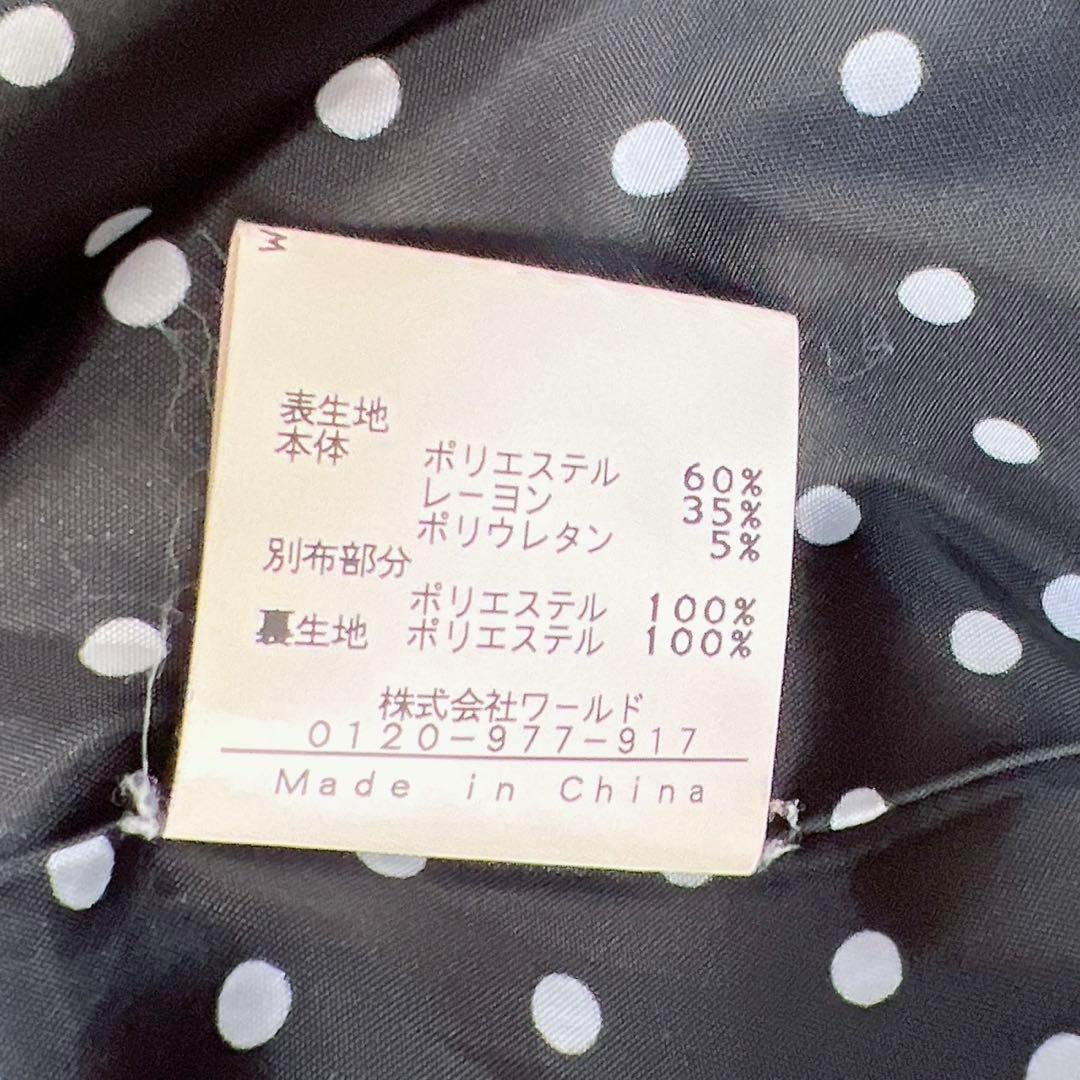 M
表生地
本体
ポリエステル 60%
レーヨン 35%
ポリウレタン 5%
別布部分
ポリエステル 100%
裏生地 ポリエステル 100%
株式会社ワールド
0120-977-917
Made in China